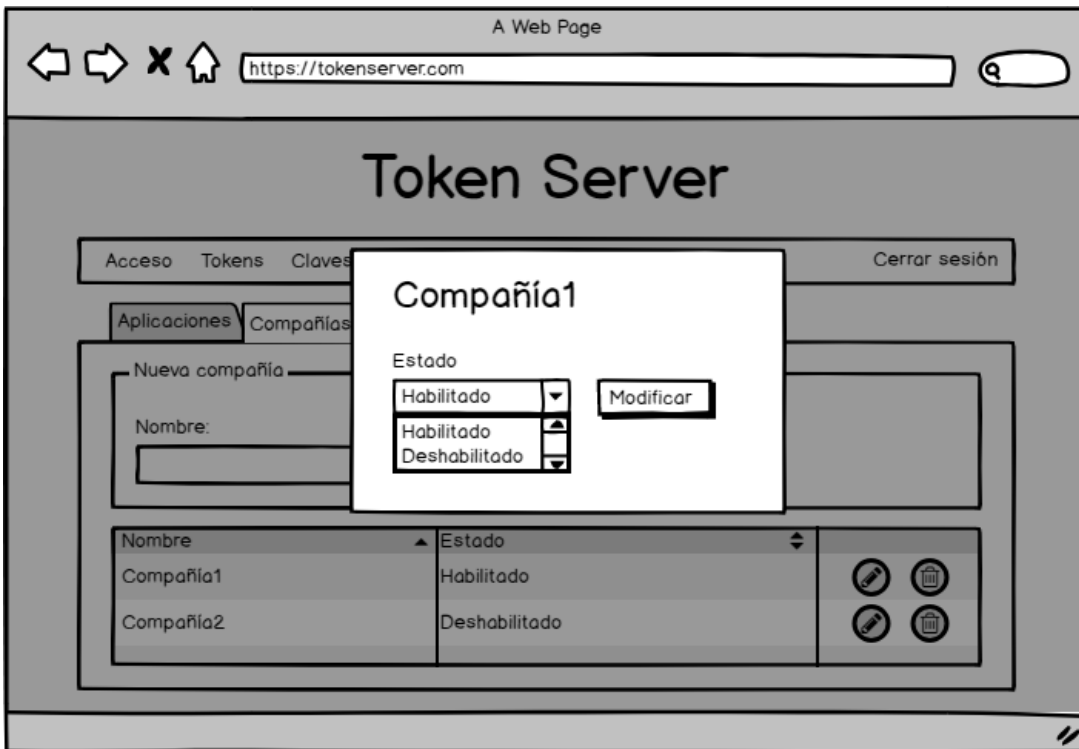 A Web Page
https://tokenserver.com
Token Server
Acceso Tokens Claves Cerrar sesión
Aplicaciones Compañías
Compañía1
Estado
Nueva compañía
Habilitado Modificar
Nombre:
Habilitado
Deshabilitado
Nombre Estado
Compañía1 Habilitado
Compañía2 Deshabilitado